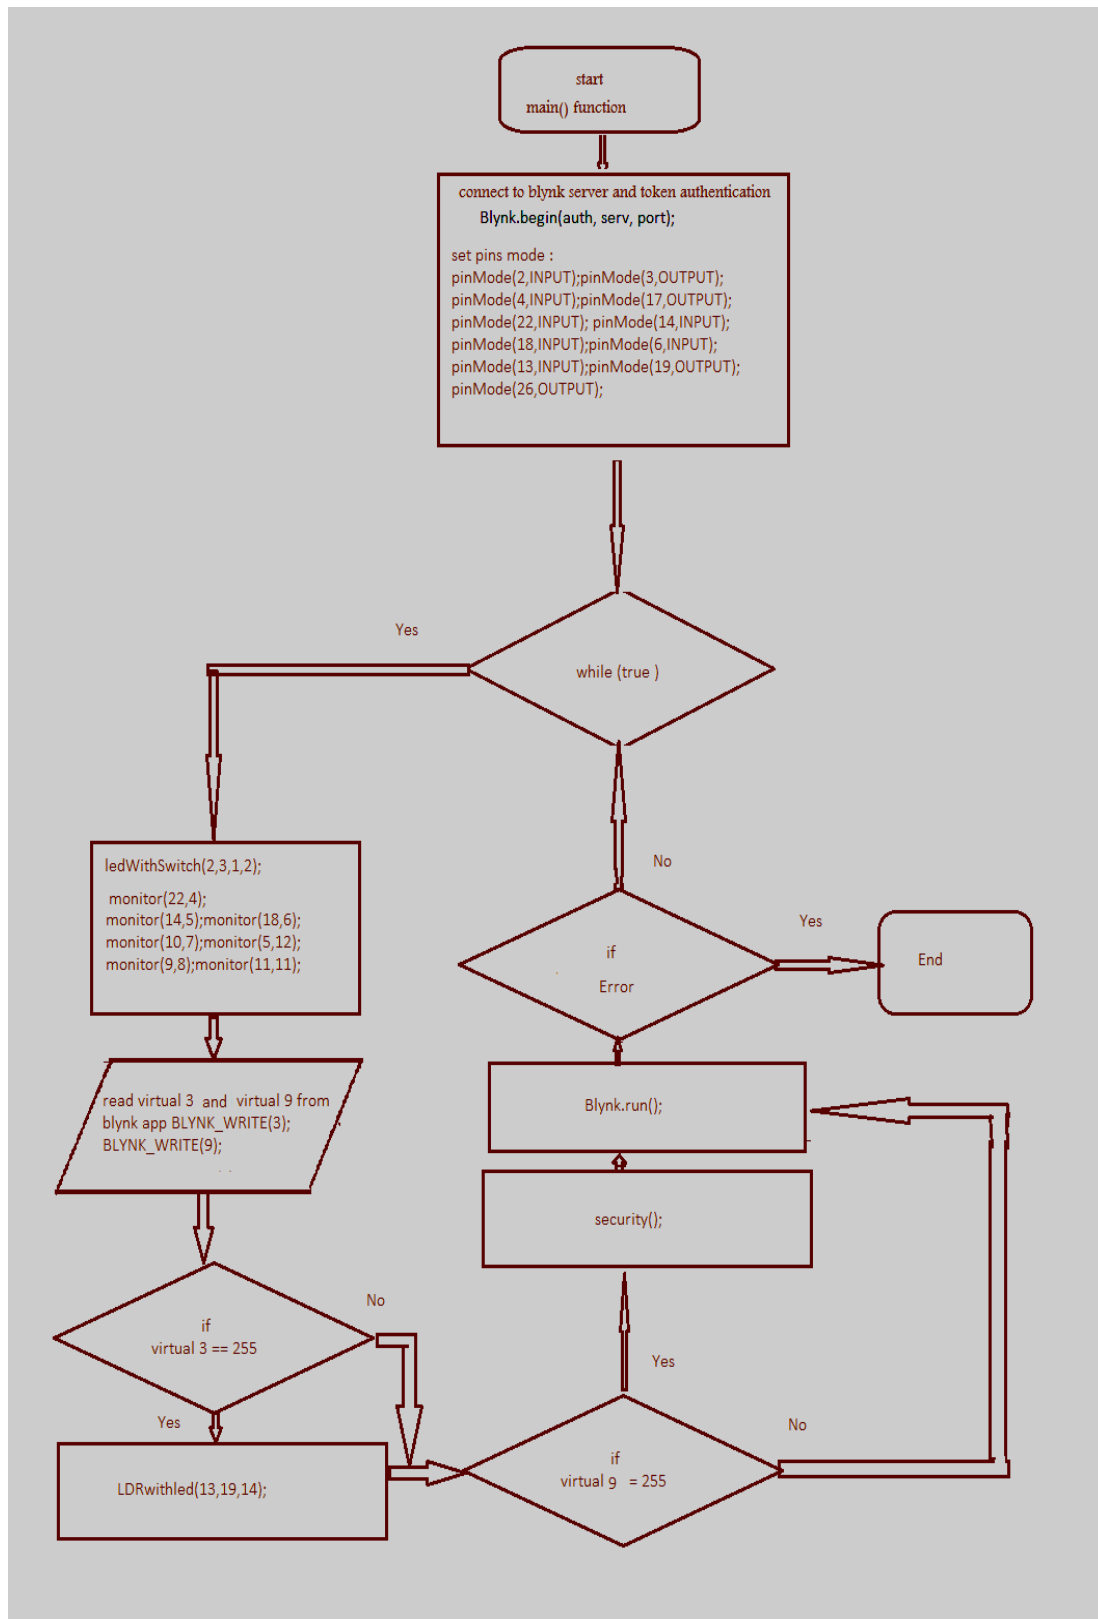 start
main() function
connect to blynk server and token authentication
Blynk.begin(auth, serv, port);
set pins mode :
pinMode(2,INPUT);pinMode(3,OUTPUT);
pinMode(4,INPUT);pinMode(17,OUTPUT);
pinMode(22,INPUT); pinMode(14,INPUT);
pinMode(18,INPUT);pinMode(6,INPUT);
pinMode(13,INPUT);pinMode(19,OUTPUT);
pinMode(26,OUTPUT);
while (true )
Yes
ledWithSwitch(2,3,1,2);
monitor(22,4);
monitor(14,5);monitor(18,6);
monitor(10,7);monitor(5,12);
monitor(9,8);monitor(11,11);
read virtual 3 and virtual 9 from
blynk app BLYNK_WRITE(3);
BLYNK_WRITE(9);
if
virtual 3 == 255
No
Yes
LDRwithled(13,19,14);
if
virtual 9 = 255
No
Yes
security();
Blynk.run();
if
Error
No
Yes
End